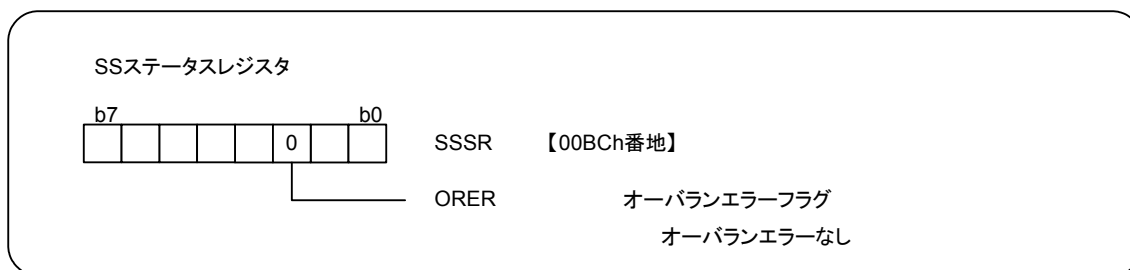 SSステータスレジスタ
b7 b0
0 SSSR 【00BCh番地】
ORER オーバランエラーフラグ
オーバランエラーなし